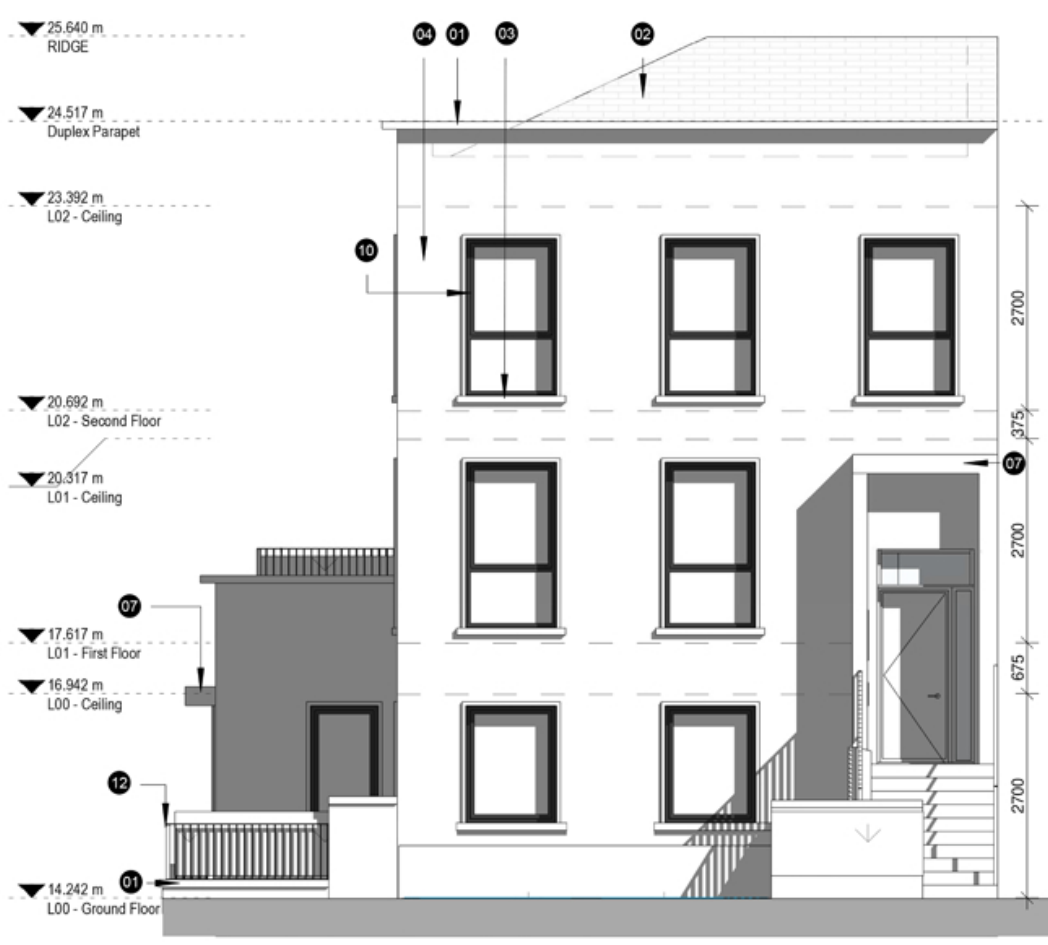 25.640 m
RIDGE
04 01 03 02
24.517 m
Duplex Parapet
23.392 m
L02 - Ceiling
10
2700
20.692 m
L02 - Second Floor
375
07
20.317 m
L01 - Ceiling
2700
07
17.617 m
L01 - First Floor
675
16.942 m
L00 - Ceiling
12
2700
01
14.242 m
L00 - Ground Floor